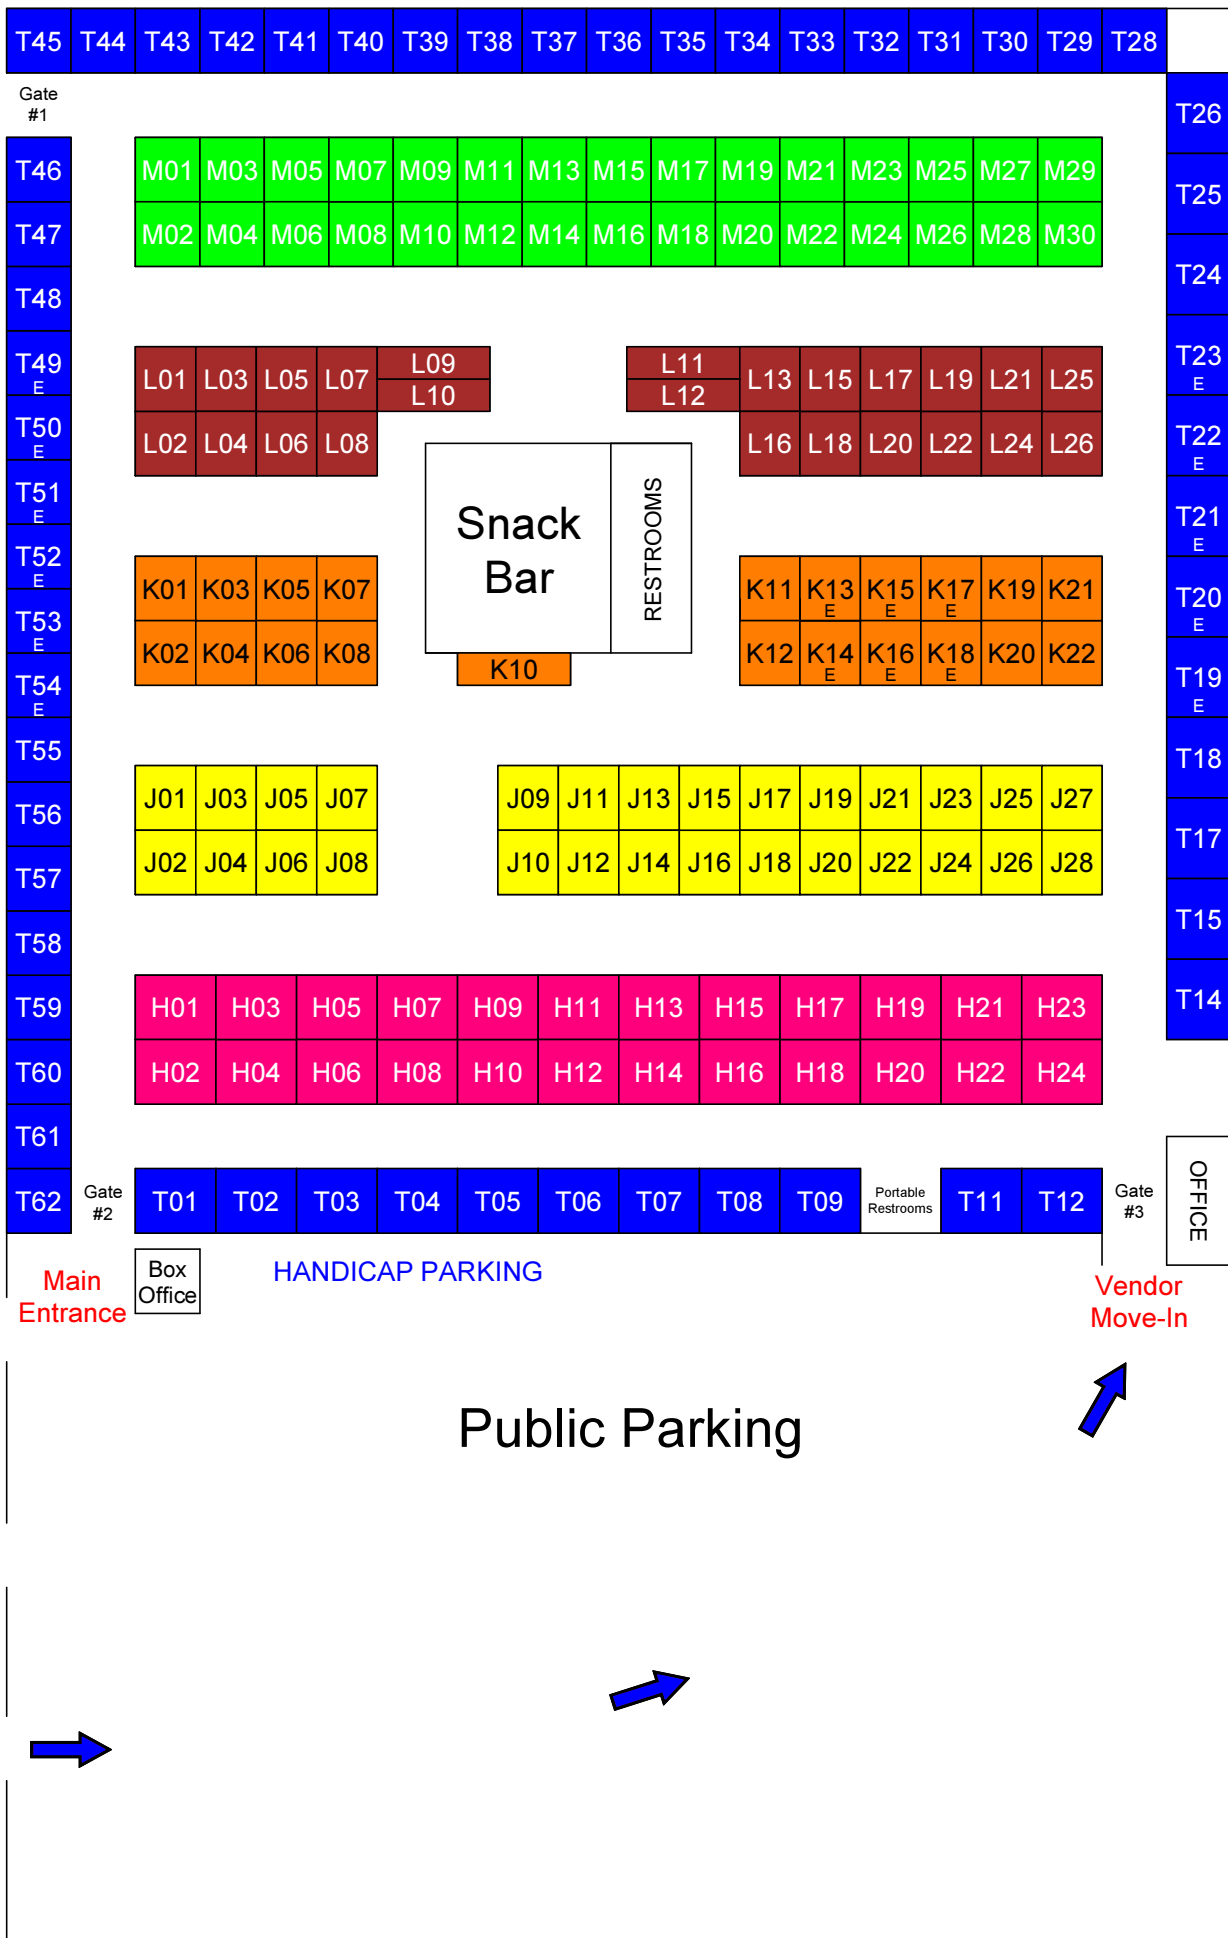 T45 T44 T43 T42 T41 T40 T39 T38 T37 T36 T35 T34 T33 T32 T31 T30 T29 T28
Gate
#1
T26
T46 M01 M03 M05 M07 M09 M11 M13 M15 M17 M19 M21 M23 M25 M27 M29
T25
T47 M02 M04 M06 M08 M10 M12 M14 M16 M18 M20 M22 M24 M26 M28 M30
T24
T48
T49 E L01 L03 L05 L07 L09 L11 L13 L15 L17 L19 L21 L25 T23 E
L10 L12
T50 E L02 L04 L06 L08 L16 L18 L20 L22 L24 L26 T22 E
T51 E
T21 E
Snack
Bar
RESTROOMS
T52 E K01 K03 K05 K07 K11 K13 E K15 E K17 E K19 K21 T20 E
T53 E
K02 K04 K06 K08 K10 K12 K14 E K16 E K18 E K20 K22
T54 E
T19 E
T55
T18
T56 J01 J03 J05 J07 J09 J11 J13 J15 J17 J19 J21 J23 J25 J27
T17
T57 J02 J04 J06 J08 J10 J12 J14 J16 J18 J20 J22 J24 J26 J28
T58
T15
T59 H01 H03 H05 H07 H09 H11 H13 H15 H17 H19 H21 H23 T14
T60 H02 H04 H06 H08 H10 H12 H14 H16 H18 H20 H22 H24
T61
T62
Gate
#2
T01 T02 T03 T04 T05 T06 T07 T08 T09
Portable
Restrooms
T11 T12
Gate
#3
OFFICE
Main
Entrance
Box
Office
HANDICAP PARKING
Vendor
Move-In
Public Parking